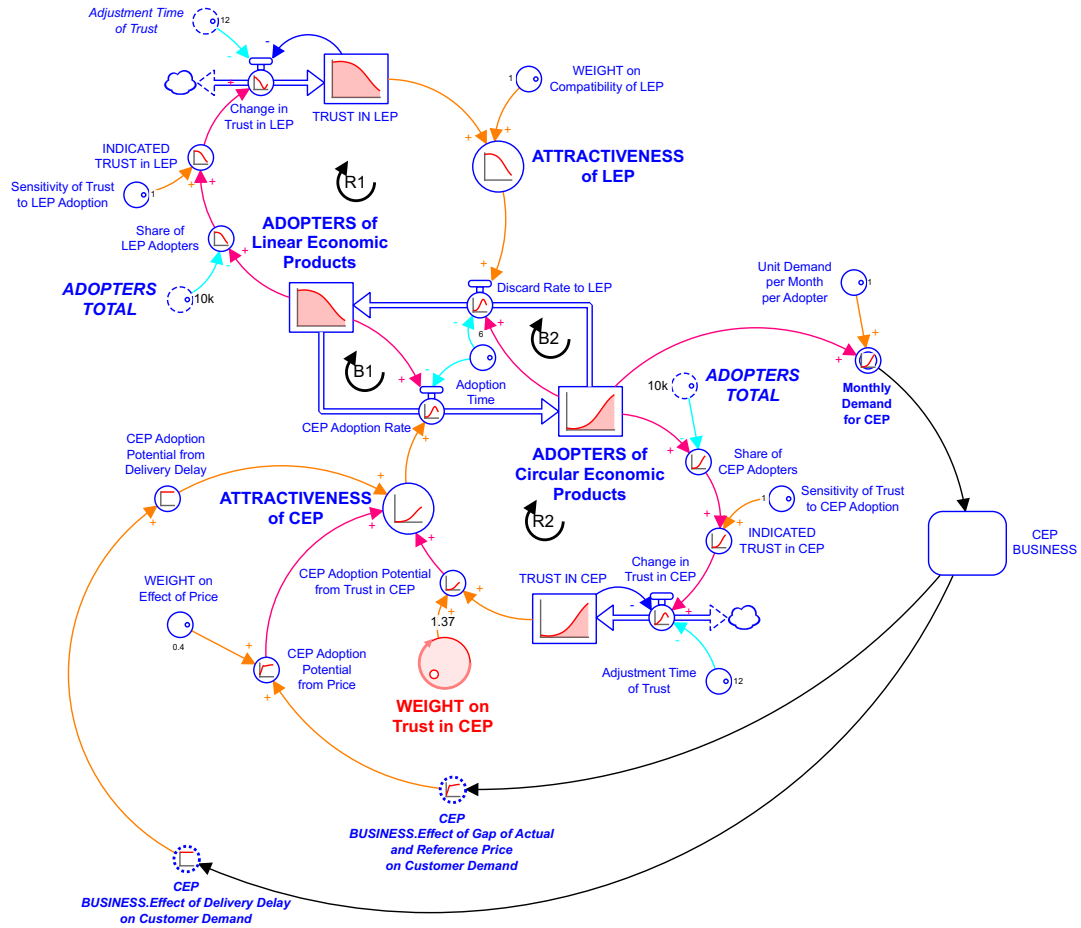 Adjustment Time
of Trust
12
-
-
+
Change in
Trust in LEP
TRUST IN LEP
1
WEIGHT on
Compatibility of LEP
+
+
INDICATED
TRUST in LEP
ATTRACTIVENESS
of LEP
Sensitivity of Trust
to LEP Adoption
1
+
+
R1
Share of
LEP Adopters
-
+
ADOPTERS of
Linear Economic
Products
ADOPTERS
TOTAL
10k
+
Discard Rate to LEP
Unit Demand
per Month
per Adopter
1
-
+
6
B2
B1
+
-
Adoption
Time
+
+
Monthly
Demand
for CEP
10k
ADOPTERS
TOTAL
CEP Adoption Rate
+
ADOPTERS of
Circular Economic
Products
-
+
Share of
CEP Adopters
CEP Adoption
Potential from
Delivery Delay
+
+
ATTRACTIVENESS
of CEP
+
+
R2
1
Sensitivity of Trust
to CEP Adoption
+
+
INDICATED
TRUST in CEP
CEP
BUSINESS
CEP Adoption Potential
from Trust in CEP
+
+
TRUST IN CEP
Change in
Trust in CEP
-
+
-
WEIGHT on
Effect of Price
0.4
+
+
CEP Adoption
Potential
from Price
1.37
WEIGHT on
Trust in CEP
Adjustment Time
of Trust
12
CEP
BUSINESS.Effect of Gap of Actual
and Reference Price
on Customer Demand
CEP
BUSINESS.Effect of Delivery Delay
on Customer Demand